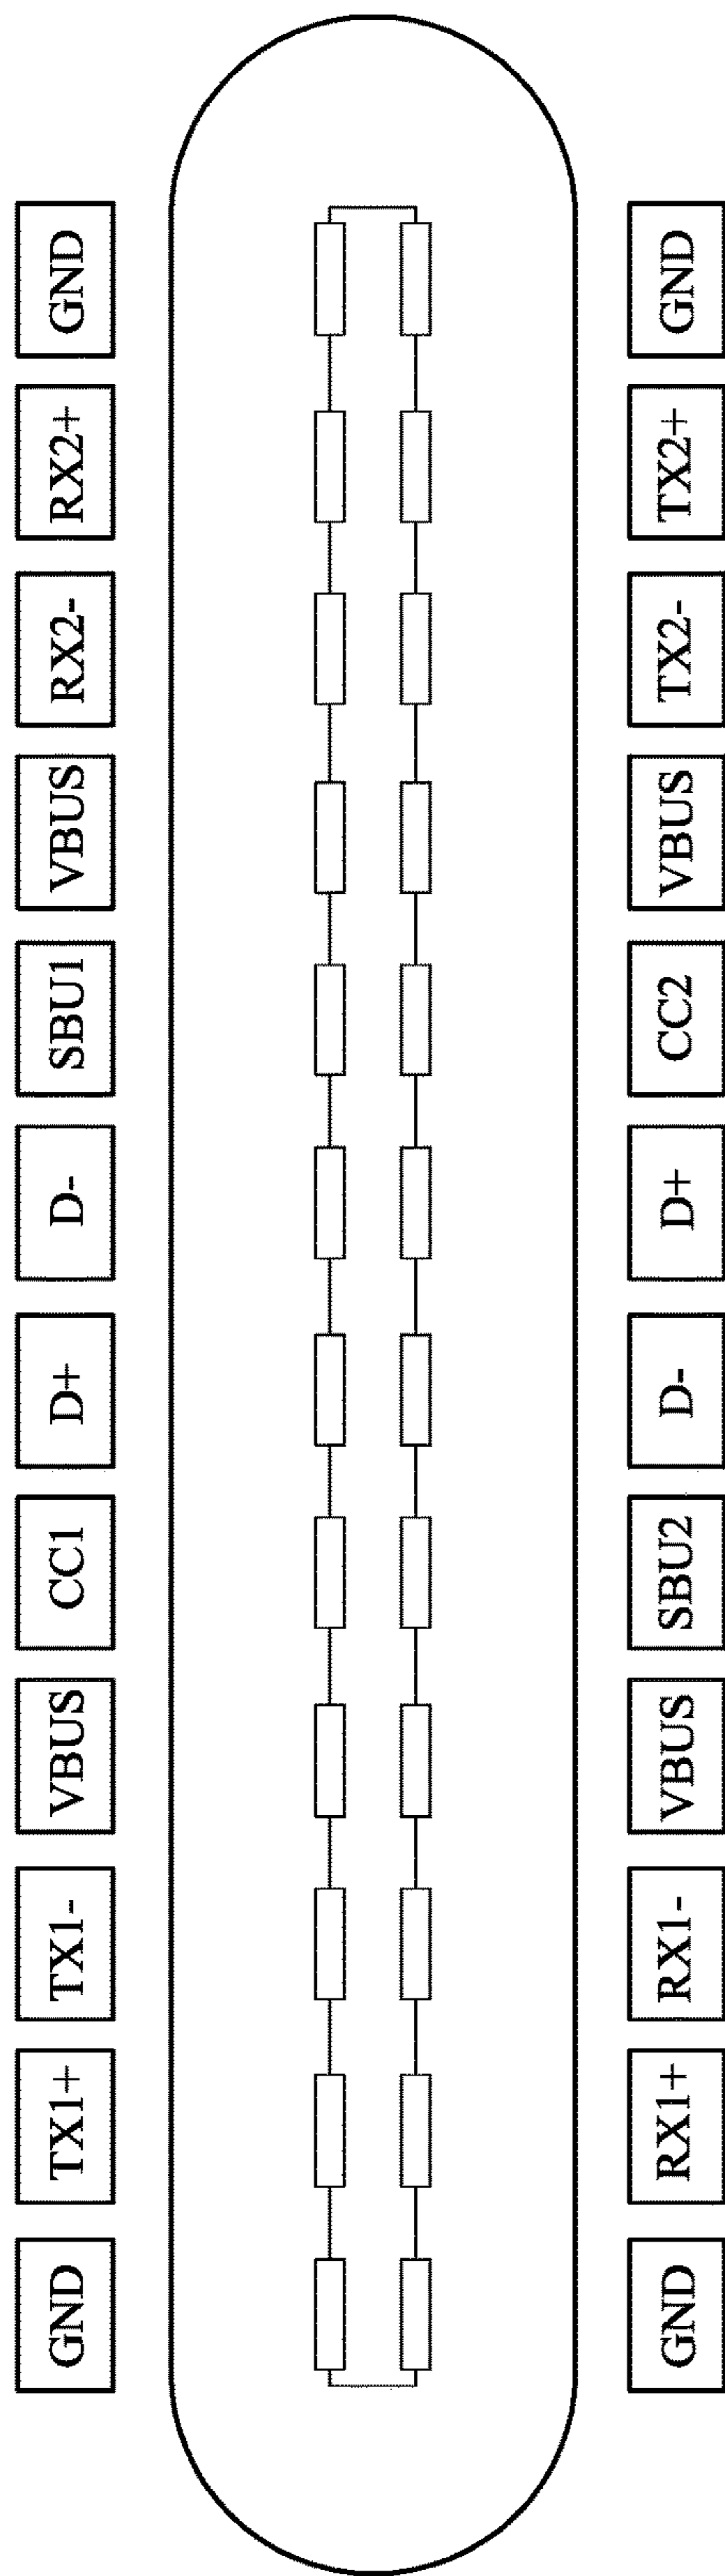 GND TX1+ TX1- VBUS CC1 D+ D- SBU1 VBUS RX2- RX2+ GND
GND RX1+ RX1- VBUS SBU2 D- D+ CC2 VBUS TX2- TX2+ GND